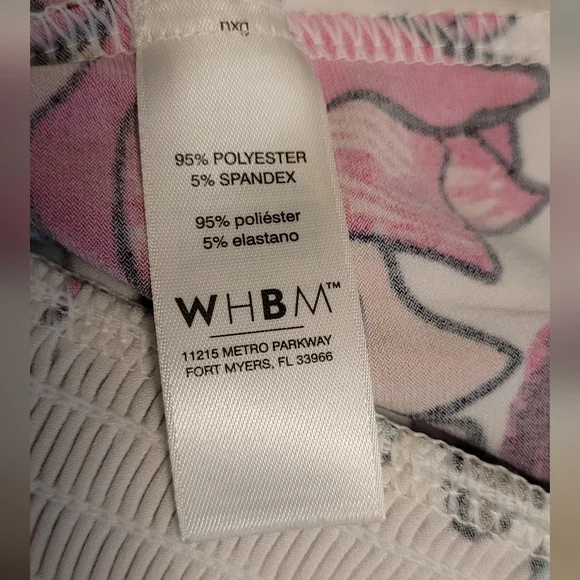 95% POLYESTER
5% SPANDEX
95% poliéster
5% elastano
WHBM™
11215 METRO PARKWAY
FORT MYERS, FL 33966